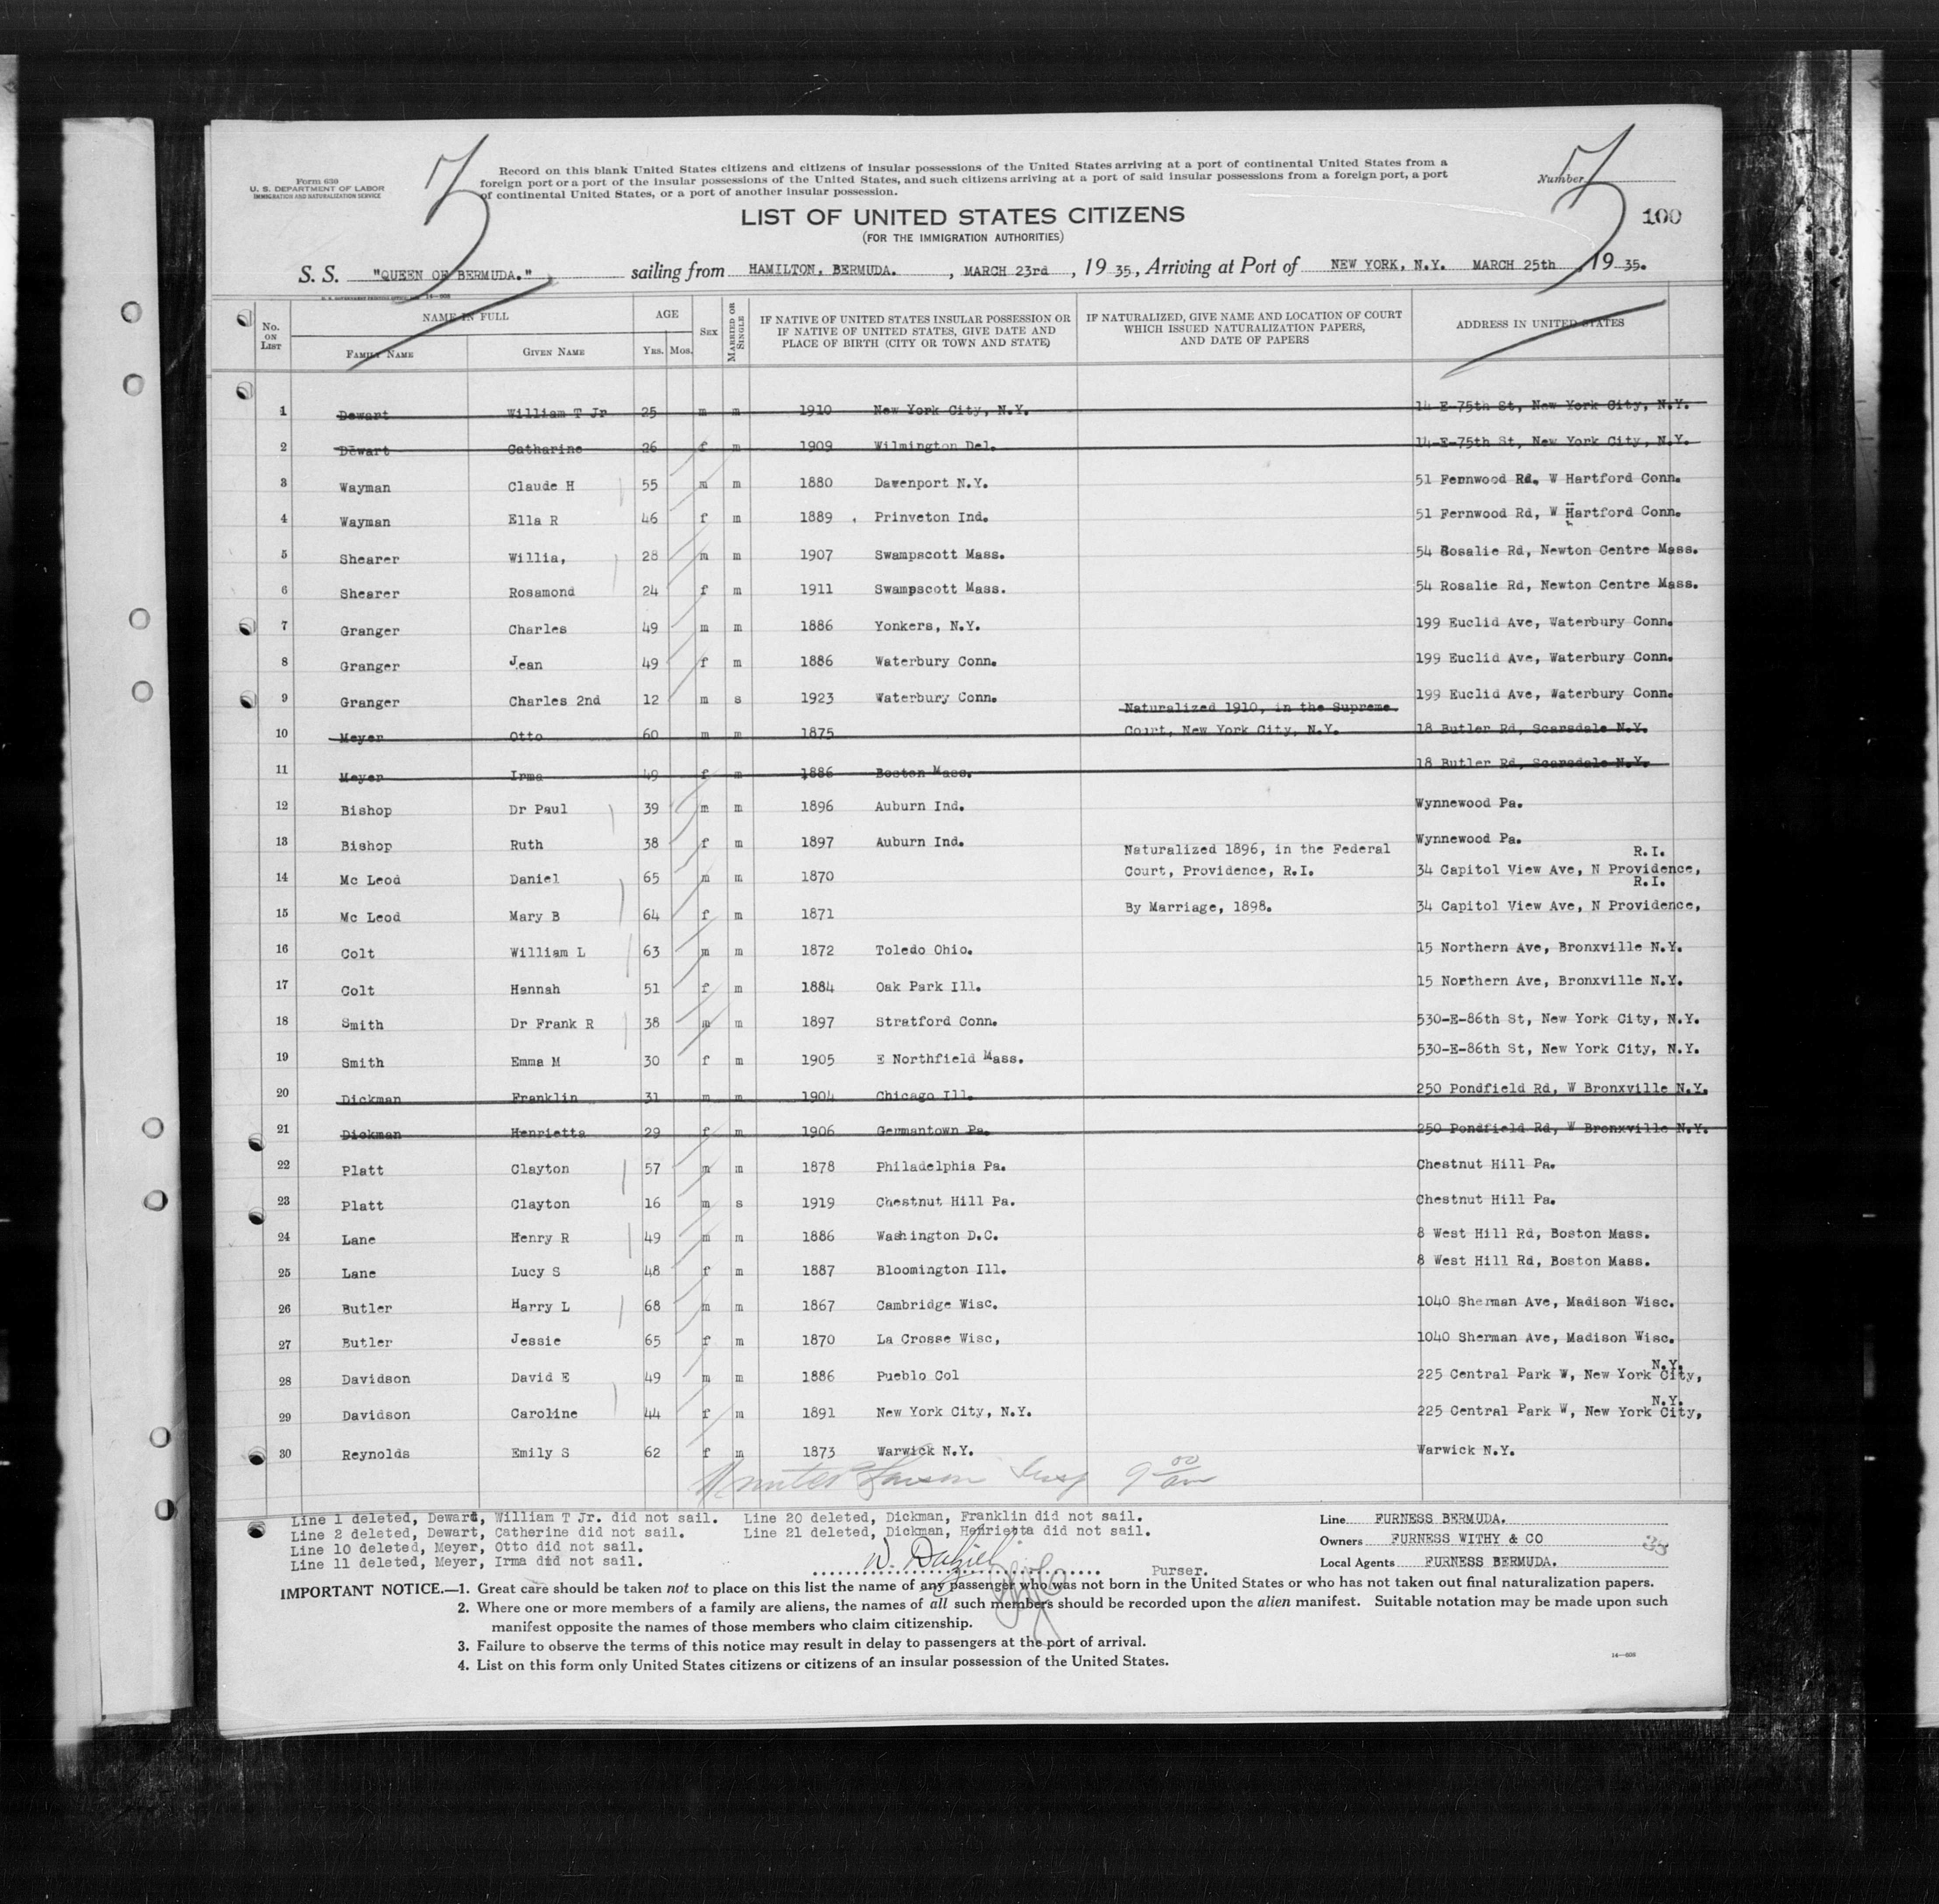 Form 630
U. S. DEPARTMENT OF LABOR
IMMIGRATION AND NATURALIZATION SERVICE
Record on this blank United States citizens and citizens of insular possessions of the United States arriving at a port of continental United States from a
foreign port or a port of the insular possessions of the United States, and such citizens arriving at a port of said insular possessions from a foreign port, a port
of continental United States, or a port of another insular possession.
Number
100
LIST OF UNITED STATES CITIZENS
(FOR THE IMMIGRATION AUTHORITIES)
S. S. "QUEEN OF BERMUDA." sailing from HAMILTON, BERMUDA. , MARCH 23rd , 19 35, Arriving at Port of NEW YORK, N.Y. MARCH 25th , 19 35.
No. ON LIST NAME IN FULL FAMILY NAME GIVEN NAME AGE YRS. MOS. SEX MARRIED OR SINGLE IF NATIVE OF UNITED STATES INSULAR POSSESSION OR IF NATIVE OF UNITED STATES, GIVE DATE AND PLACE OF BIRTH (CITY OR TOWN AND STATE) IF NATURALIZED, GIVE NAME AND LOCATION OF COURT WHICH ISSUED NATURALIZATION PAPERS, AND DATE OF PAPERS ADDRESS IN UNITED STATES
1 Dewart William T Jr 25 m m 1910 New York City, N.Y. 14-E-75th St, New York City, N.Y.
2 Dewart Catharine 26 f m 1909 Wilmington Del. 14-E-75th St, New York City, N.Y.
3 Wayman Claude H 55 m m 1880 Davenport N.Y. 51 Fernwood Rd, W Hartford Conn.
4 Wayman Ella R 46 f m 1889 , Prinveton Ind. 51 Fernwood Rd, W Hartford Conn.
5 Shearer Willia, 28 m m 1907 Swampscott Mass. 54 Rosalie Rd, Newton Centre Mass.
6 Shearer Rosamond 24 f m 1911 Swampscott Mass. 54 Rosalie Rd, Newton Centre Mass.
7 Granger Charles 49 m m 1886 Yonkers, N.Y. 199 Euclid Ave, Waterbury Conn.
8 Granger Jean 49 f m 1886 Waterbury Conn. 199 Euclid Ave, Waterbury Conn.
9 Granger Charles 2nd 12 m s 1923 Waterbury Conn. 199 Euclid Ave, Waterbury Conn.
Naturalized 1910, in the Supreme
10 Meyer Otto 60 m m 1875 Court, New York City, N.Y. 18 Butler Rd, Scarsdale N.Y.
11 Meyer Irma 49 f m 1886 Boston Mass. 18 Butler Rd, Scarsdale N.Y.
12 Bishop Dr Paul 39 m m 1896 Auburn Ind. Wynnewood Pa.
13 Bishop Ruth 38 f m 1897 Auburn Ind. Wynnewood Pa.
Naturalized 1896, in the Federal R.I.
14 Mc Leod Daniel 65 m m 1870 Court, Providence, R.I. 34 Capitol View Ave, N Providence,
R.I.
15 Mc Leod Mary B 64 f m 1871 By Marriage, 1898. 34 Capitol View Ave, N Providence,
16 Colt William L 63 m m 1872 Toledo Ohio. 15 Northern Ave, Bronxville N.Y.
17 Colt Hannah 51 f m 1884 Oak Park Ill. 15 Northern Ave, Bronxville N.Y.
18 Smith Dr Frank R 38 m m 1897 Stratford Conn. 530-E-86th St, New York City, N.Y.
19 Smith Emma M 30 f m 1905 E Northfield Mass. 530-E-86th St, New York City, N.Y.
20 Dickman Franklin 31 m m 1904 Chicago Ill. 250 Pondfield Rd, W Bronxville N.Y.
21 Dickman Henrietta 29 f m 1906 Germantown Pa. 250 Pondfield Rd, W Bronxville N.Y.
22 Platt Clayton 57 m m 1878 Philadelphia Pa. Chestnut Hill Pa.
23 Platt Clayton 16 m s 1919 Chestnut Hill Pa. Chestnut Hill Pa.
24 Lane Henry R 49 m m 1886 Washington D.C. 8 West Hill Rd, Boston Mass.
25 Lane Lucy S 48 f m 1887 Bloomington Ill. 8 West Hill Rd, Boston Mass.
26 Butler Harry L 68 m m 1867 Cambridge Wisc. 1040 Sherman Ave, Madison Wisc.
27 Butler Jessie 65 f m 1870 La Crosse Wisc, 1040 Sherman Ave, Madison Wisc.
N.Y.
28 Davidson David E 49 m m 1886 Pueblo Col 225 Central Park W, New York City,
N.Y.
29 Davidson Caroline 44 f m 1891 New York City, N.Y. 225 Central Park W, New York City,
30 Reynolds Emily S 62 f m 1873 Warwick N.Y. Warwick N.Y.
9 00 am
Line 1 deleted, Dewart, William T Jr. did not sail. Line 20 deleted, Dickman, Franklin did not sail.
Line 2 deleted, Dewart, Catherine did not sail. Line 21 deleted, Dickman, Henrietta did not sail.
Line 10 deleted, Meyer, Otto did not sail.
Line 11 deleted, Meyer, Irma did not sail.
Purser.
Line FURNESS BERMUDA.
Owners FURNESS WITHY & CO
Local Agents FURNESS BERMUDA.
IMPORTANT NOTICE.—1. Great care should be taken not to place on this list the name of any passenger who was not born in the United States or who has not taken out final naturalization papers.
2. Where one or more members of a family are aliens, the names of all such members should be recorded upon the alien manifest. Suitable notation may be made upon such
manifest opposite the names of those members who claim citizenship.
3. Failure to observe the terms of this notice may result in delay to passengers at the port of arrival.
4. List on this form only United States citizens or citizens of an insular possession of the United States.
14—608